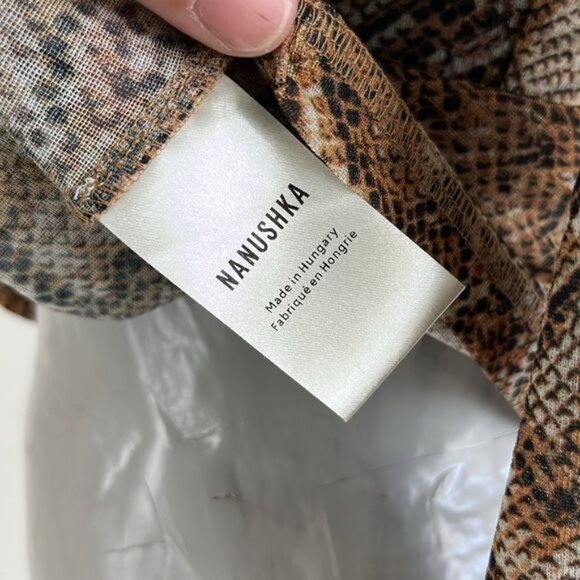 NANUSHKA
Made in Hungary
Fabriqué en Hongrie